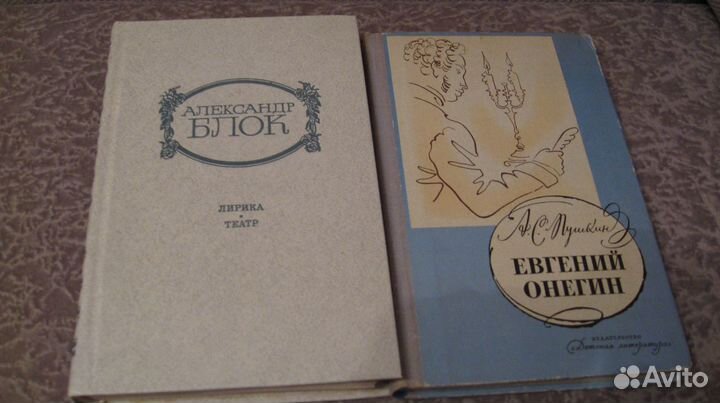 АЛЕКСАНДР
БЛОК
ЛИРИКА
ТЕАТР
А.С. Пушкин
ЕВГЕНИЙ
ОНЕГИН
ИЗДАТЕЛЬСТВО
«Детская литература»
Avito